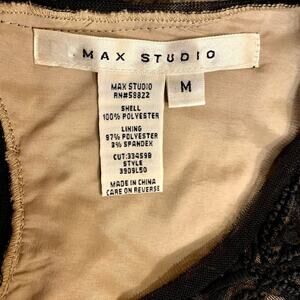 MAX STUDIO
M
MAX STUDIO
RN#58822
SHELL
100% POLYESTER
LINING
97% POLYESTER
3% SPANDEX
CUT:334598
STYLE
3909L50
MADE IN CHINA
CARE ON REVERSE